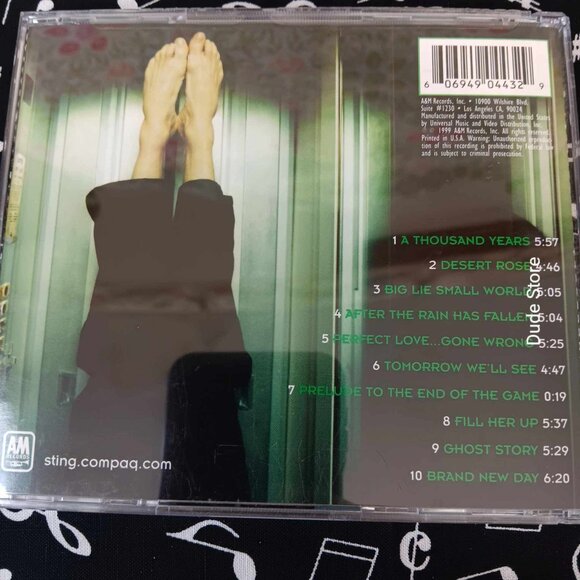 6 06949 04432 9
A&M Records, Inc. • 10900 Wilshire Blvd.
Suite #1230 • Los Angeles CA, 90024
Manufactured and distributed in the United States
by Universal Music and Video Distribution, Inc.
℗ © 1999 A&M Records, Inc. All rights reserved.
Printed in U.S.A. Warning: Unauthorized reproduc-
tion of this recording is prohibited by Federal law
and is subject to criminal prosecution.
1 A THOUSAND YEARS 5:57
2 DESERT ROSE 4:46
3 BIG LIE SMALL WORLD 5:05
4 AFTER THE RAIN HAS FALLEN 5:04
5 PERFECT LOVE...GONE WRONG 5:25
6 TOMORROW WE'LL SEE 4:47
7 PRELUDE TO THE END OF THE GAME 0:19
8 FILL HER UP 5:37
9 GHOST STORY 5:29
10 BRAND NEW DAY 6:20
Dude Store
AM
RECORDS
sting.compaq.com